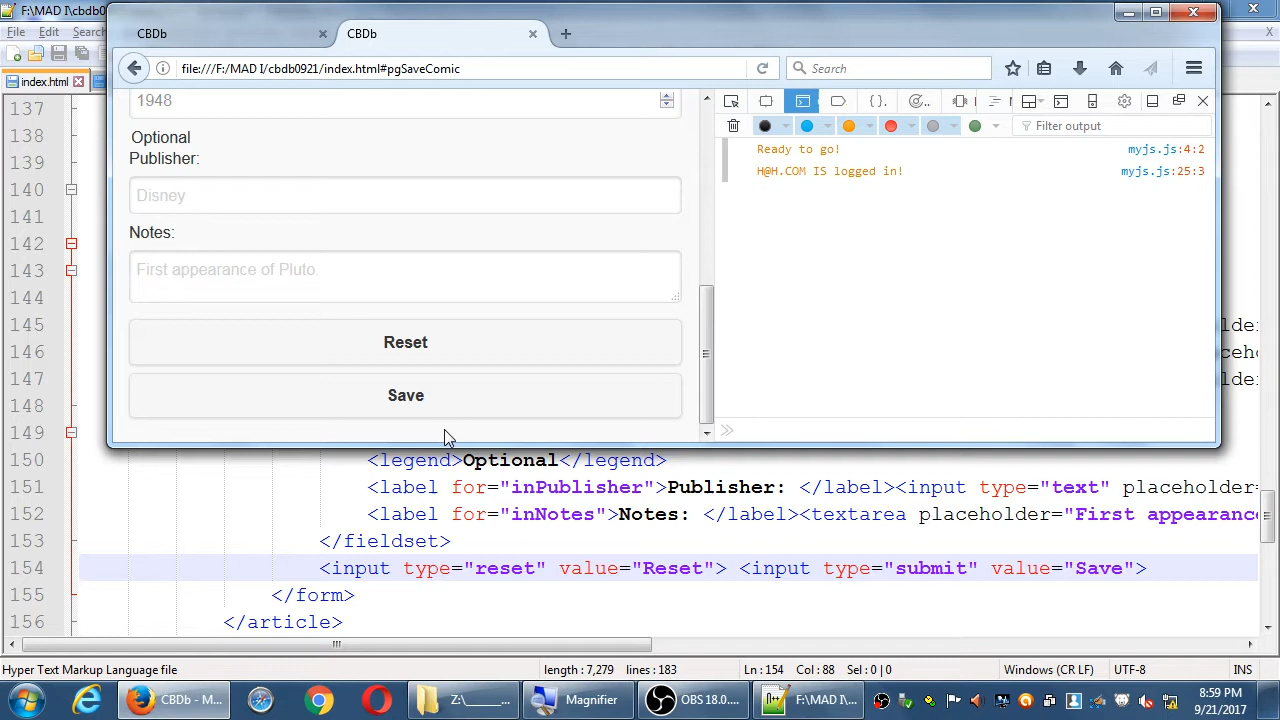 F:\MAD I\cbdb0
File Edit Search
index.html
CBDb
CBDb
file:///F:/MAD I/cbdb0921/index.html#pgSaveComic
Search
Filter output
Ready to go! myjs.js:4:2
H@H.COM IS logged in! myjs.js:25:3
1948
Optional
Publisher:
Disney
Notes:
First appearance of Pluto.
Reset
Save
137
138
139
140
141
142
143
144
145
146
147
148
149
150 <legend>Optional</legend>
151 <label for="inPublisher">Publisher: </label><input type="text" placeholder=
152 <label for="inNotes">Notes: </label><textarea placeholder="First appearanc
153 </fieldset>
154 <input type="reset" value="Reset"> <input type="submit" value="Save">
155 </form>
156 </article>
Hyper Text Markup Language file length : 7,279 lines : 183 Ln : 154 Col : 88 Sel : 0 | 0 Windows (CR LF) UTF-8 INS
CBDb - M... Z:\_____... Magnifier OBS 18.0.... F:\MAD I\... 8:59 PM
9/21/2017